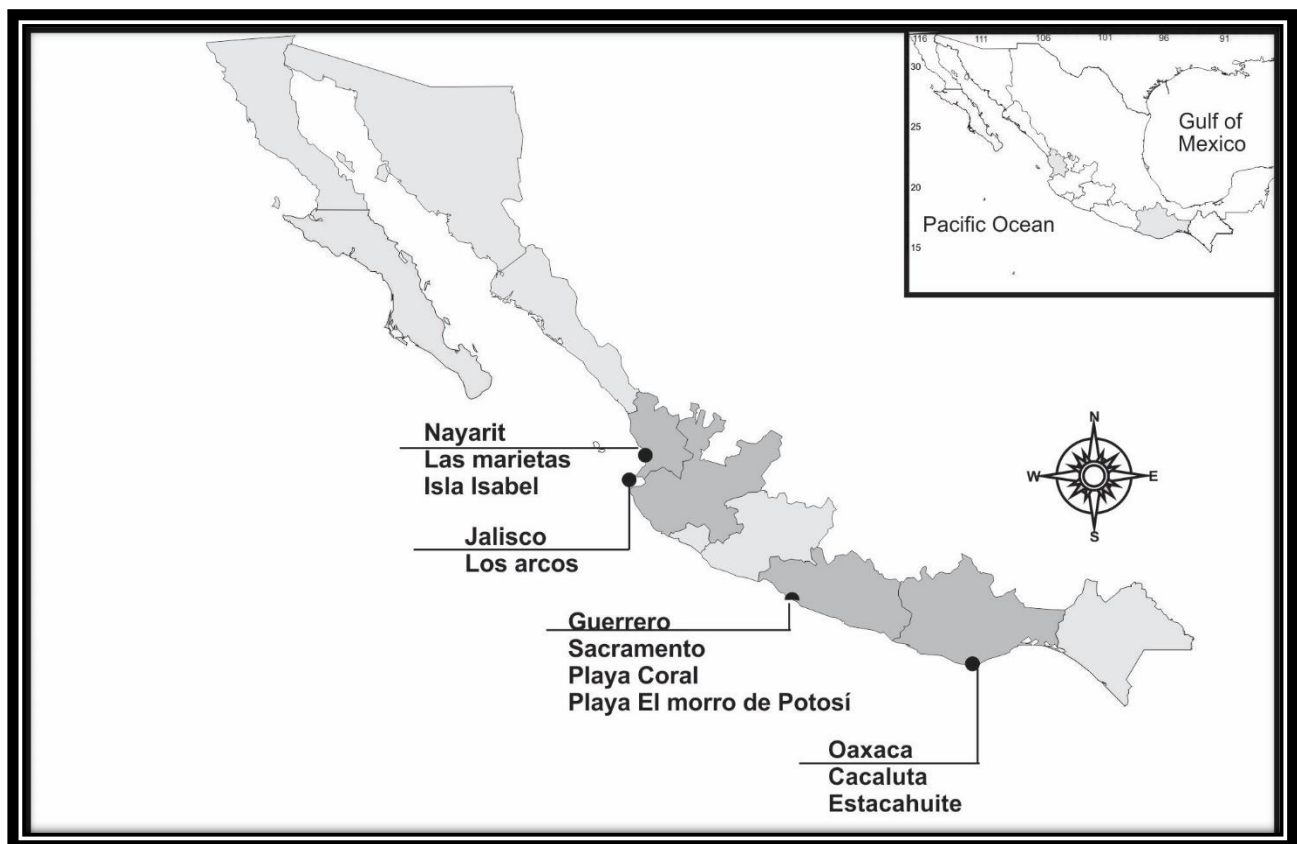 116 111 106 101 96 91
30
25
20
15
Gulf of
Mexico
Pacific Ocean
N
W E
S
Nayarit
Las marietas
Isla Isabel
Jalisco
Los arcos
Guerrero
Sacramento
Playa Coral
Playa El morro de Potosí
Oaxaca
Cacaluta
Estacahuite